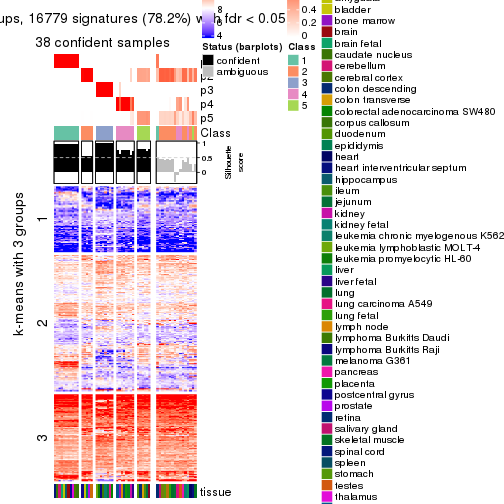 ups, 16779 signatures (78.2%) with fdr < 0.05
38 confident samples
p2
p3
p4
p5
Class
1
0.5
0
Silhouette
score
k-means with 3 groups
1
2
3
tissue
8
6
4
0.4
0.2
0
Status (barplots)
confident
ambiguous
Class
1
2
3
4
5
bladder
bone marrow
brain
brain fetal
caudate nucleus
cerebellum
cerebral cortex
colon descending
colon transverse
colorectal adenocarcinoma SW480
corpus callosum
duodenum
epididymis
heart
heart interventricular septum
hippocampus
ileum
jejunum
kidney
kidney fetal
leukemia chronic myelogenous K562
leukemia lymphoblastic MOLT-4
leukemia promyelocytic HL-60
liver
liver fetal
lung
lung carcinoma A549
lung fetal
lymph node
lymphoma Burkitts Daudi
lymphoma Burkitts Raji
melanoma G361
pancreas
placenta
postcentral gyrus
prostate
retina
salivary gland
skeletal muscle
spinal cord
spleen
stomach
testes
thalamus